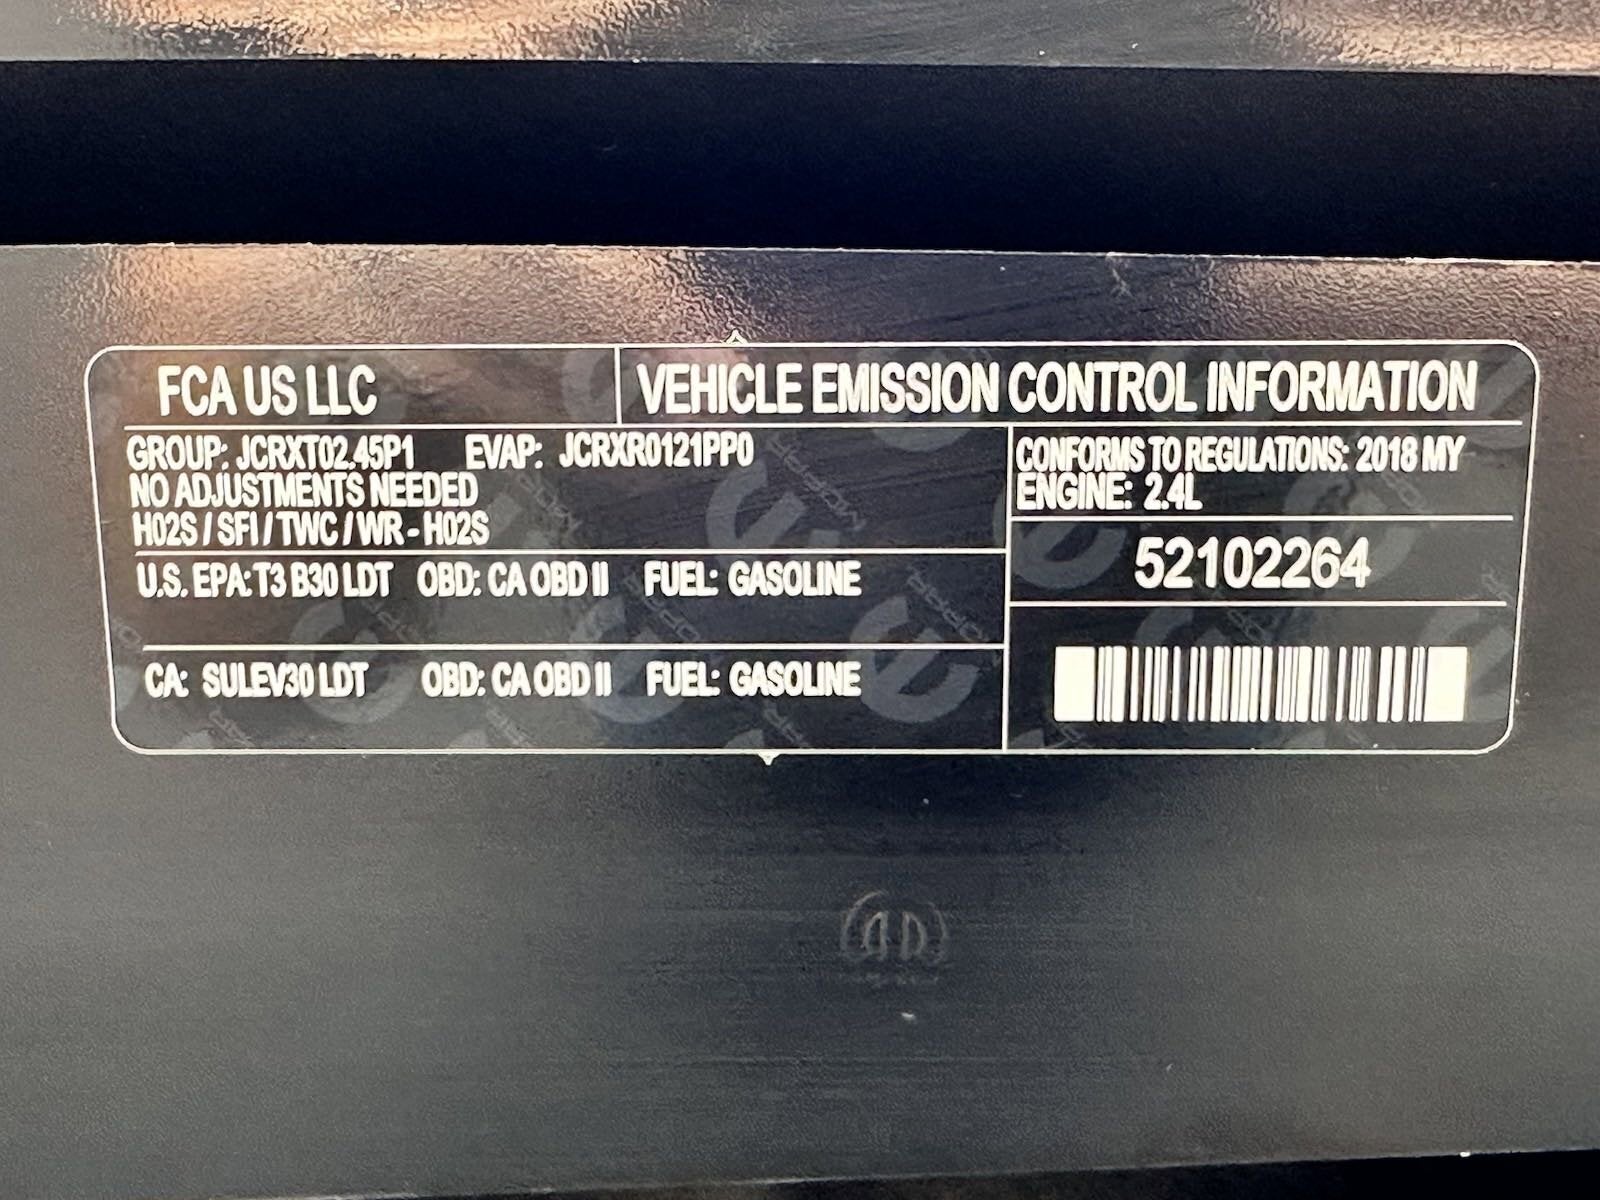 FCA US LLC
VEHICLE EMISSION CONTROL INFORMATION
GROUP: JCRXT02.45P1 EVAP: JCRXR0121PP0
NO ADJUSTMENTS NEEDED
H02S / SFI / TWC / WR - H02S
U.S. EPA: T3 B30 LDT OBD: CA OBD II FUEL: GASOLINE
CA: SULEV30 LDT OBD: CA OBD II FUEL: GASOLINE
CONFORMS TO REGULATIONS: 2018 MY
ENGINE: 2.4L
52102264